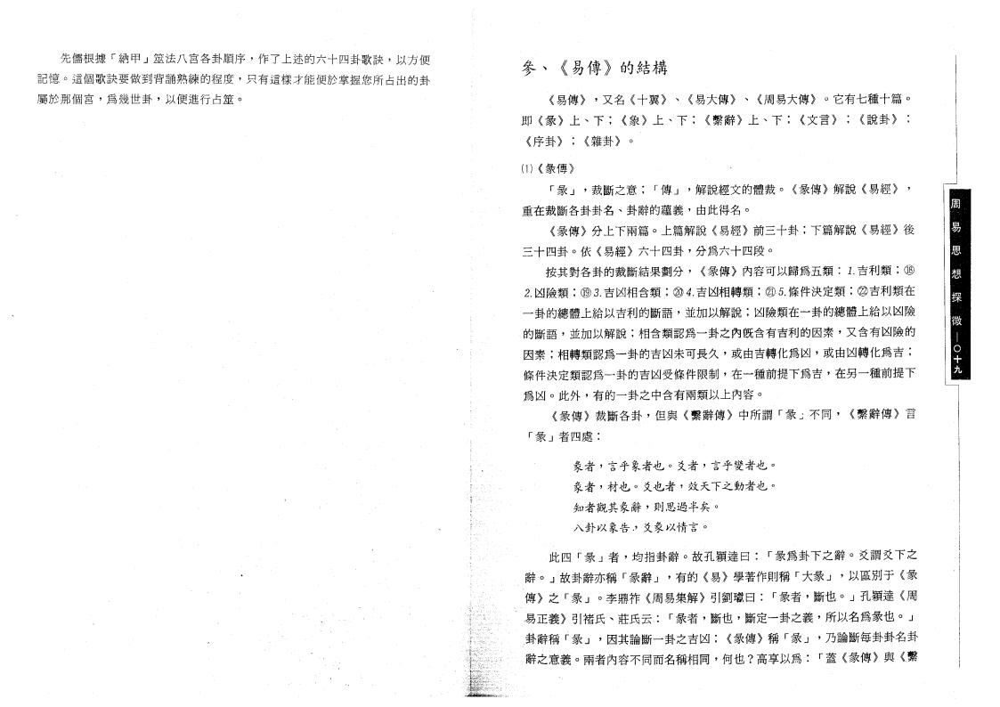 先儒根據「納甲」筮法八宮各卦順序，作了上述的六十四卦歌訣，以方便
記憶。這個歌訣要做到背誦熟練的程度，只有這樣才能便於掌握您所占出的卦
屬於那個宮，爲幾世卦，以便進行占筮。
參、《易傳》的結構
《易傳》，又名《十翼》、《易大傳》、《周易大傳》。它有七種十篇。
即《彖》上、下；《象》上、下；《繫辭》上、下；《文言》；《說卦》；
《序卦》；《雜卦》。
⑴《彖傳》
「彖」，裁斷之意；「傳」，解說經文的體裁。《彖傳》解說《易經》，
重在裁斷各卦卦名、卦辭的蘊義，由此得名。
《彖傳》分上下兩篇。上篇解說《易經》前三十卦；下篇解說《易經》後
三十四卦。依《易經》六十四卦，分爲六十四段。
按其對各卦的裁斷結果劃分，《彖傳》內容可以歸爲五類：1.吉利類；⑱
2.凶險類；⑲3.吉凶相含類；⑳4.吉凶相轉類；㉑5.條件決定類；㉒吉利類在
一卦的總體上給以吉利的斷語，並加以解說；凶險類在一卦的總體上給以凶險
的斷語，並加以解說；相含類認爲一卦之內旣含有吉利的因素，又含有凶險的
因素；相轉類認爲一卦的吉凶未可長久，或由吉轉化爲凶，或由凶轉化爲吉；
條件決定類認爲一卦的吉凶受條件限制，在一種前提下爲吉，在另一種前提下
爲凶。此外，有的一卦之中含有兩類以上內容。
《彖傳》裁斷各卦，但與《繫辭傳》中所謂「彖」不同，《繫辭傳》言
「彖」者四處：
彖者，言乎象者也。爻者，言乎變者也。
彖者，材也。爻也者，效天下之動者也。
知者觀其彖辭，則思過半矣。
八卦以象告，爻彖以情言。
此四「彖」者，均指卦辭。故孔穎達曰：「彖爲卦下之辭。爻謂爻下之
辭。」故卦辭亦稱「彖辭」，有的《易》學著作則稱「大彖」，以區別于《彖
傳》之「彖」。李鼎祚《周易集解》引劉瓛曰：「彖者，斷也。」孔穎達《周
易正義》引褚氏、莊氏云：「彖者，斷也，斷定一卦之義，所以名爲彖也。」
卦辭稱「彖」，因其論斷一卦之吉凶；《彖傳》稱「彖」，乃論斷每卦卦名卦
辭之意義。兩者內容不同而名稱相同，何也？高享以爲：「蓋《彖傳》與《繫
周易思想探微—〇十九